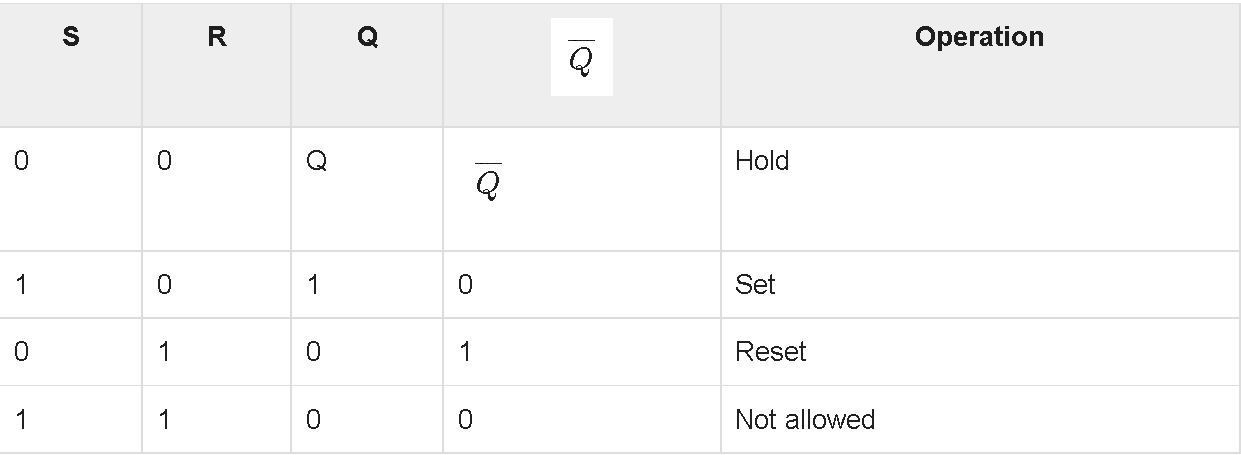 S R Q Q̅ Operation
0 0 Q Q̅ Hold
1 0 1 0 Set
0 1 0 1 Reset
1 1 0 0 Not allowed